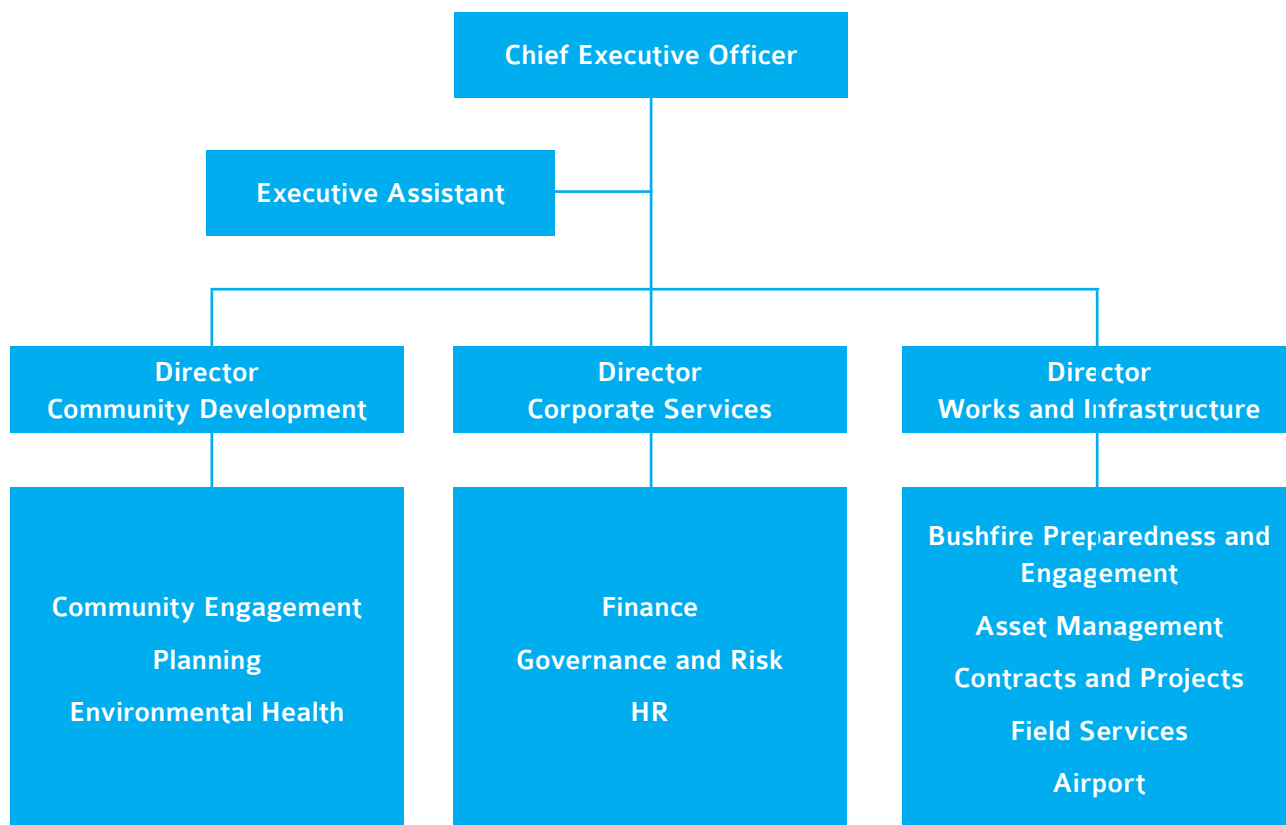 Chief Executive Officer
Executive Assistant
Director
Community Development
Director
Corporate Services
Director
Works and Infrastructure
Community Engagement
Planning
Environmental Health
Finance
Governance and Risk
HR
Bushfire Preparedness and
Engagement
Asset Management
Contracts and Projects
Field Services
Airport